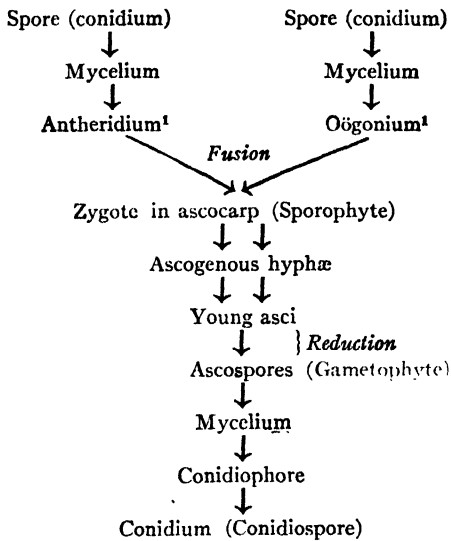 Spore (conidium) Spore (conidium)
Mycelium Mycelium
Antheridium¹ Oögonium¹
Fusion
Zygote in ascocarp (Sporophyte)
Ascogenous hyphæ
Young asci
} Reduction
Ascospores (Gametophyte)
Mycelium
Conidiophore
Conidium (Conidiospore)